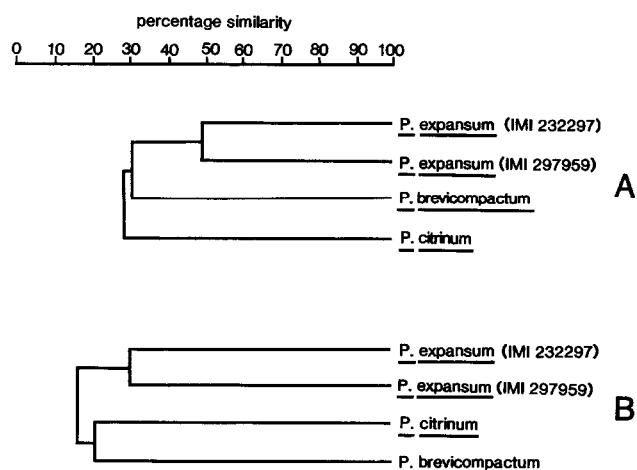 percentage similarity
0 10 20 30 40 50 60 70 80 90 100
P. expansum (IMI 232297)
P. expansum (IMI 297959)
P. brevicompactum
P. citrinum
A
P. expansum (IMI 232297)
P. expansum (IMI 297959)
P. citrinum
P. brevicompactum
B